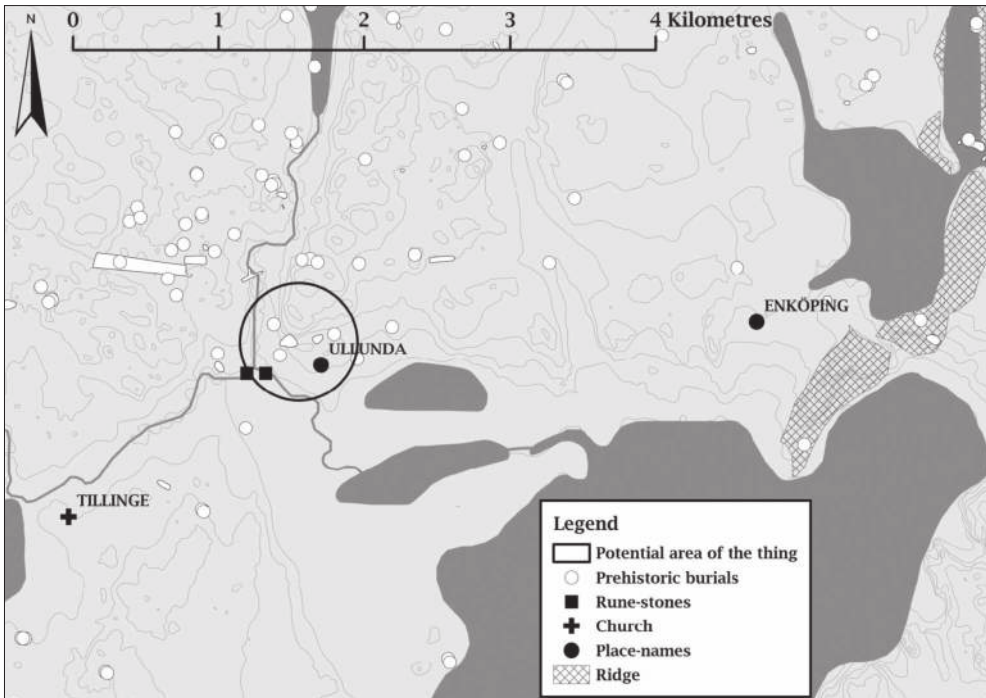 N
0 1 2 3 4 Kilometres
ENKÖPING
ULLUNDA
TILLINGE
Legend
Potential area of the thing
Prehistoric burials
Rune-stones
Church
Place-names
Ridge